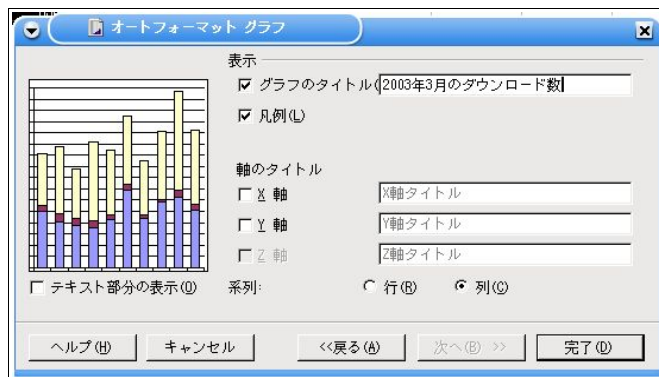 オートフォーマット グラフ
表示
グラフのタイトル( 2003年3月のダウンロード数
凡例(L)
軸のタイトル
X 軸 X軸タイトル
Y 軸 Y軸タイトル
Z 軸 Z軸タイトル
テキスト部分の表示(O) 系列: 行(R) 列(C)
ヘルプ(H) キャンセル <<戻る(A) 次へ(B) >> 完了(D)